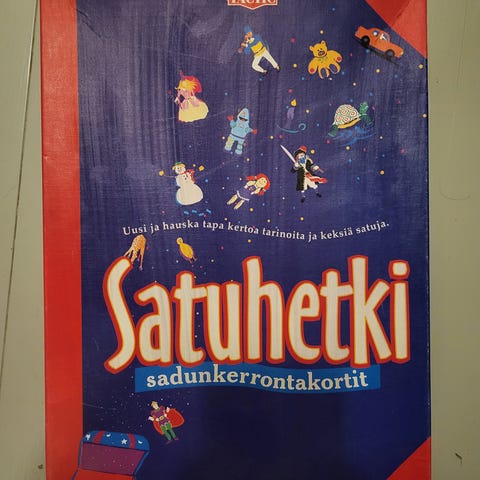 Uusi ja hauska tapa kertoa tarinoita ja keksiä satuja.
Satuhetki
sadunkerrontakortit